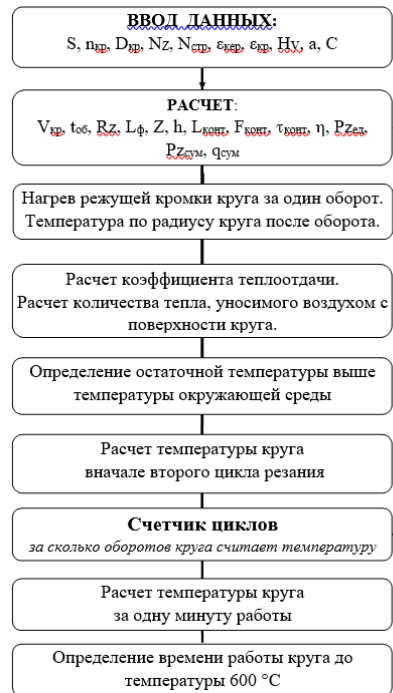 ВВОД ДАННЫХ:
S, nкр, Dкр, Nz, Nстр, εкер, εкр, Hv, a, C
РАСЧЕТ:
Vкр, tоб, Rz, Lф, Z, h, Lконт, Fконт, τконт, η, Pzед,
Pzсум, qсум
Нагрев режущей кромки круга за один оборот.
Температура по радиусу круга после оборота.
Расчет коэффициента теплоотдачи.
Расчет количества тепла, уносимого воздухом с
поверхности круга.
Определение остаточной температуры выше
температуры окружающей среды
Расчет температуры круга
вначале второго цикла резания
Счетчик циклов
за сколько оборотов круга считает температуру
Расчет температуры круга
за одну минуту работы
Определение времени работы круга до
температуры 600 °С